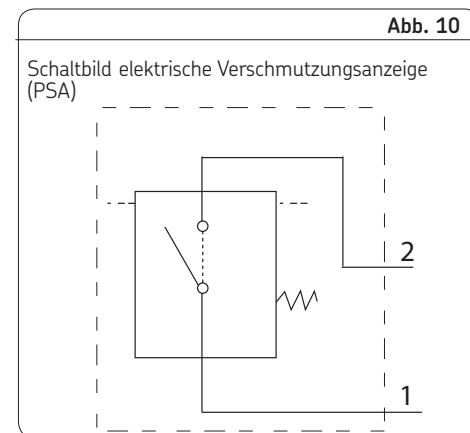 Abb. 10
Schaltbild elektrische Verschmutzungsanzeige
(PSA)
2
1